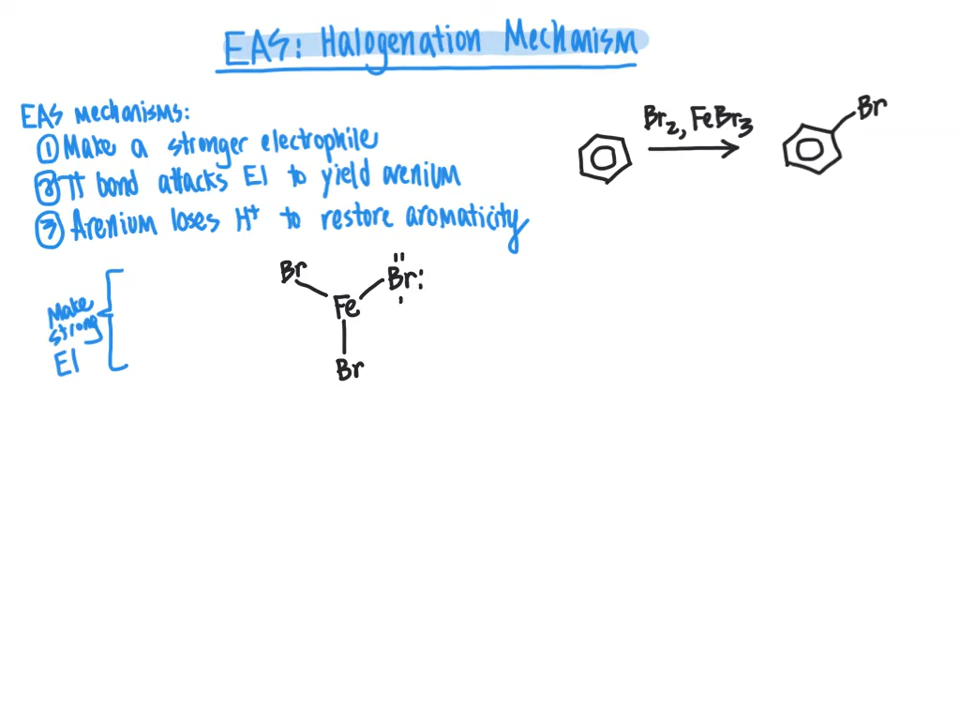 EAS: Halogenation Mechanism
EAS mechanisms:
① Make a stronger electrophile
② π bond attacks El to yield arenium
③ Arenium loses H⁺ to restore aromaticity
Br₂, FeBr₃
Br
Make
strong
El
Br
Br
Fe
Br